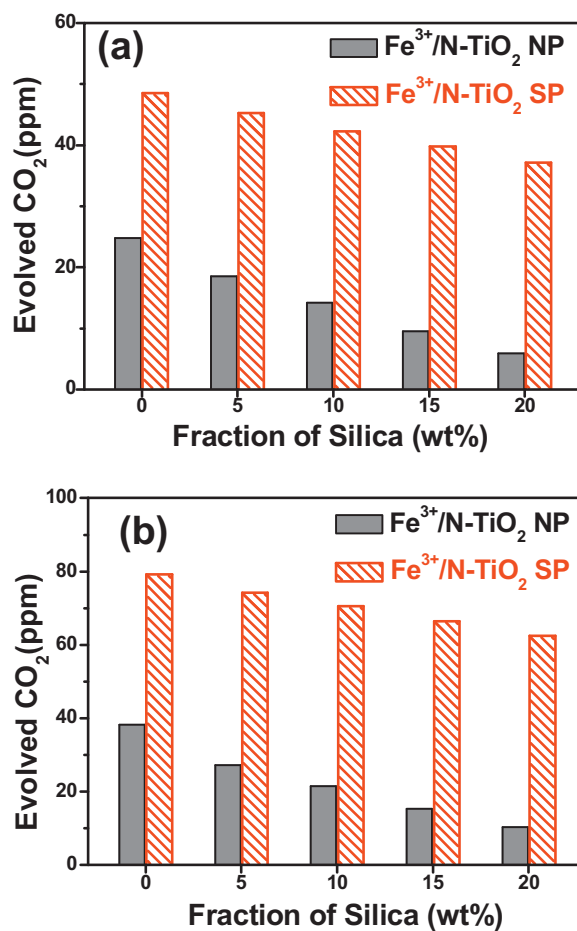 (a)
Fe³⁺/N-TiO₂ NP
Fe³⁺/N-TiO₂ SP
60
40
20
0
Evolved CO₂(ppm)
0 5 10 15 20
Fraction of Silica (wt%)
(b)
Fe³⁺/N-TiO₂ NP
Fe³⁺/N-TiO₂ SP
100
80
60
40
20
0
Evolved CO₂(ppm)
0 5 10 15 20
Fraction of Silica (wt%)